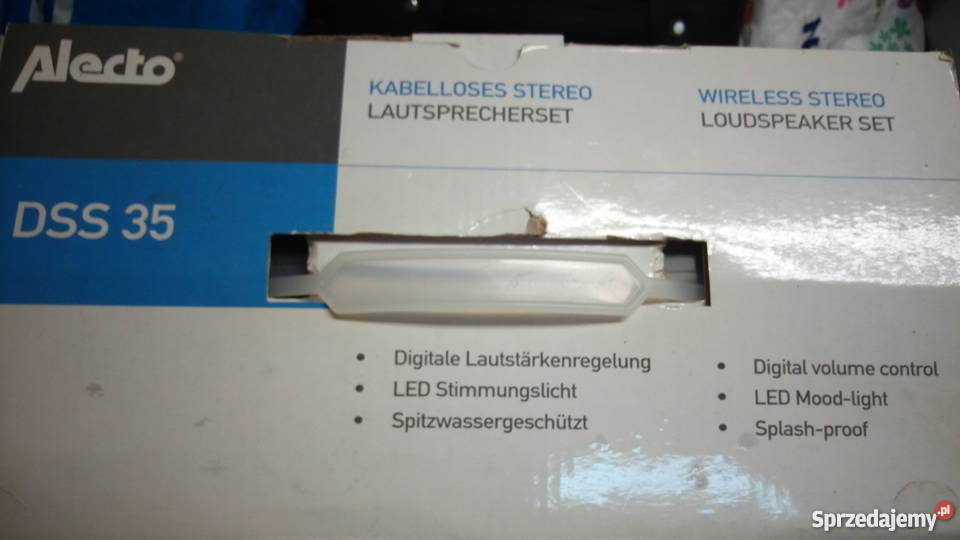 Alecto®
KABELLOSES STEREO
LAUTSPRECHERSET
WIRELESS STEREO
LOUDSPEAKER SET
DSS 35
• Digitale Lautstärkenregelung
• LED Stimmungslicht
• Spitzwassergeschützt
• Digital volume control
• LED Mood-light
• Splash-proof
Sprzedajemy.pl